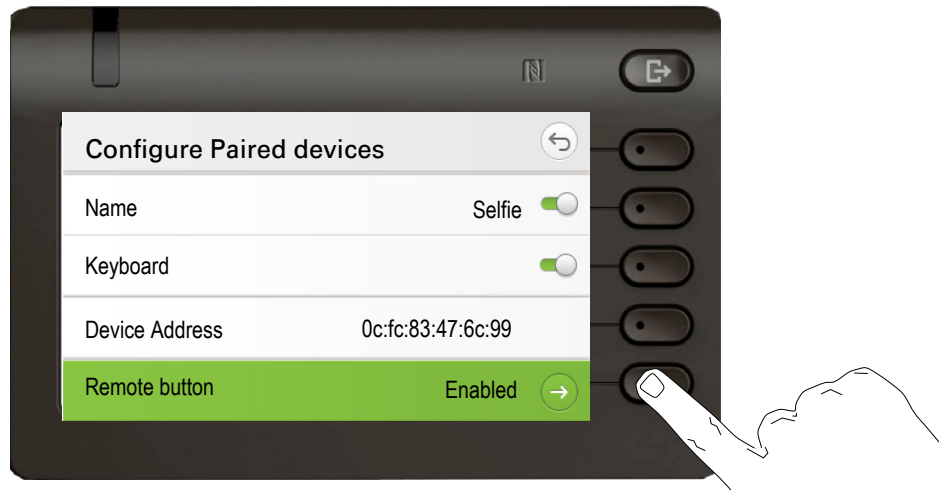 Configure Paired devices
Name Selfie
Keyboard
Device Address 0c:fc:83:47:6c:99
Remote button Enabled